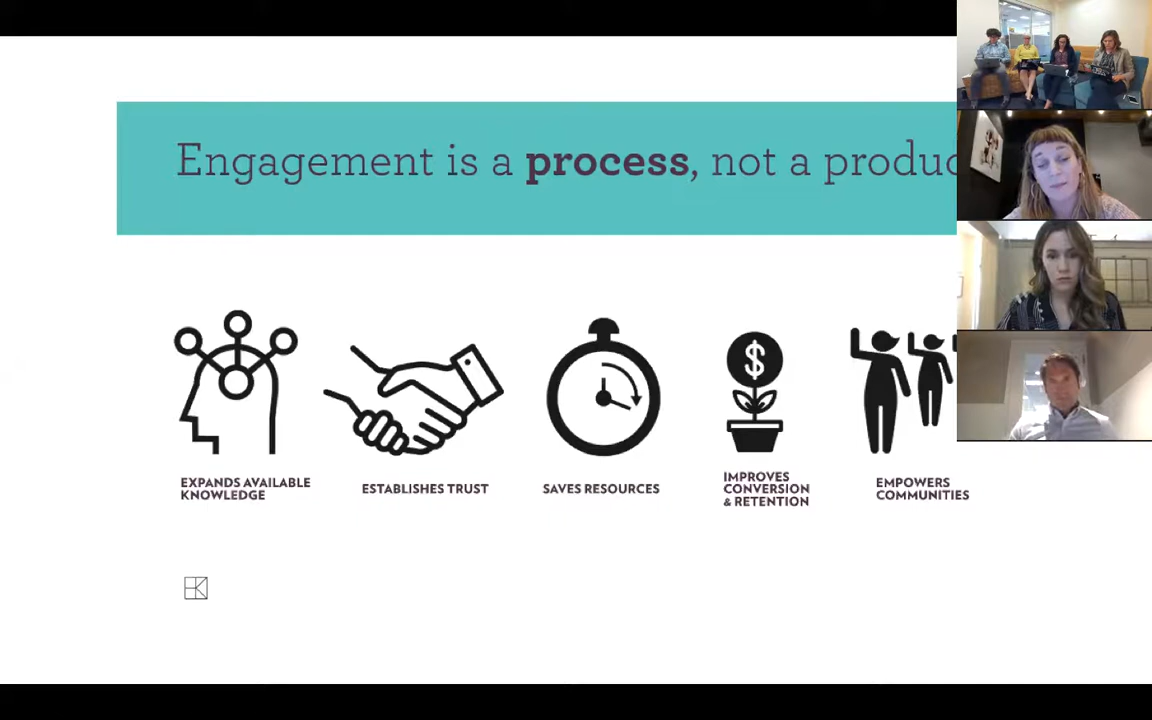 Engagement is a process, not a produc
$
EXPANDS AVAILABLE
KNOWLEDGE
ESTABLISHES TRUST
SAVES RESOURCES
IMPROVES
CONVERSION
& RETENTION
EMPOWERS
COMMUNITIES